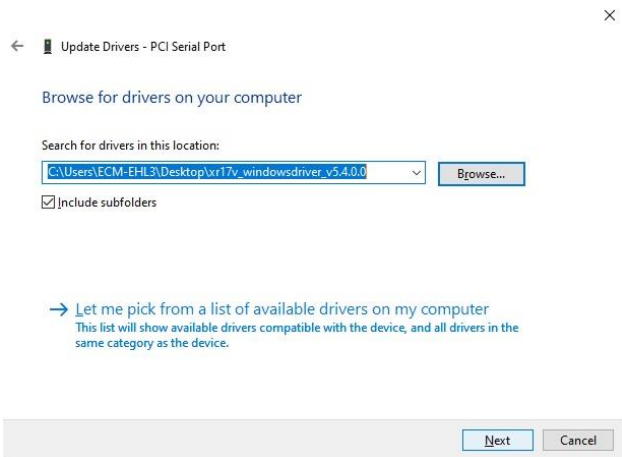 Update Drivers - PCI Serial Port
Browse for drivers on your computer
Search for drivers in this location:
C:\Users\ECM-EHL3\Desktop\xr17v_windowsdriver_v5.4.0.0
Browse...
Include subfolders
Let me pick from a list of available drivers on my computer
This list will show available drivers compatible with the device, and all drivers in the
same category as the device.
Next
Cancel